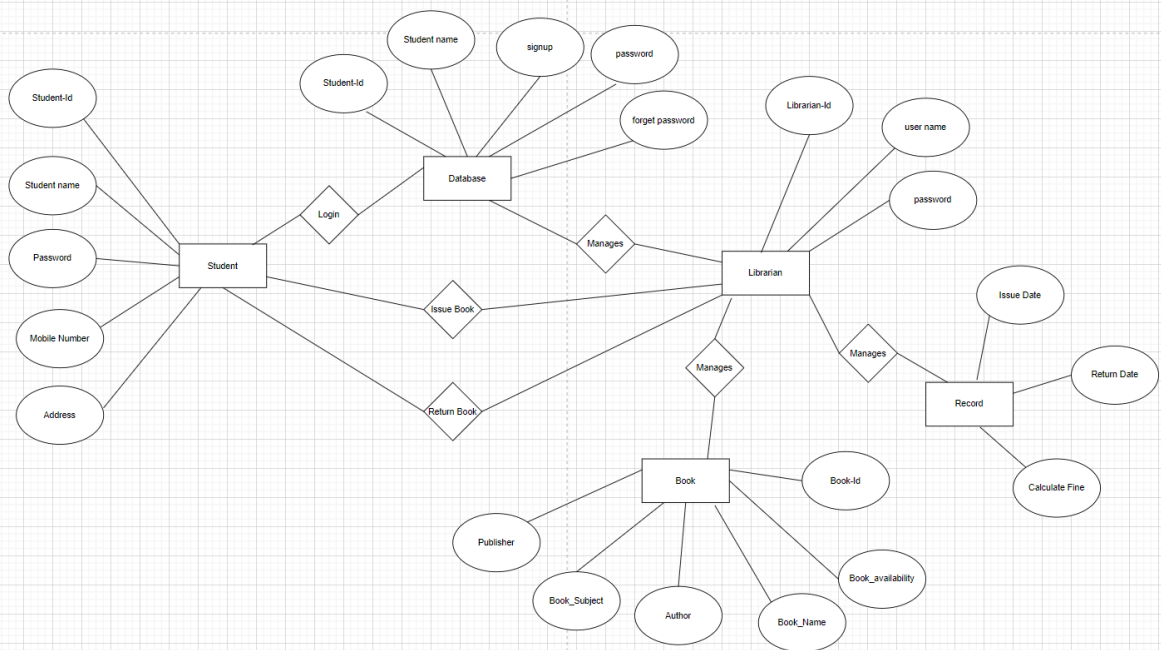 Student name
signup
password
Student-Id
Student-Id
Librarian-Id
forget password
user name
Database
Student name
password
Login
Manages
Password
Student
Librarian
Issue Date
Issue Book
Mobile Number
Manages
Manages
Return Date
Record
Return Book
Address
Book
Book-Id
Calculate Fine
Publisher
Book_availability
Book_Subject
Author
Book_Name